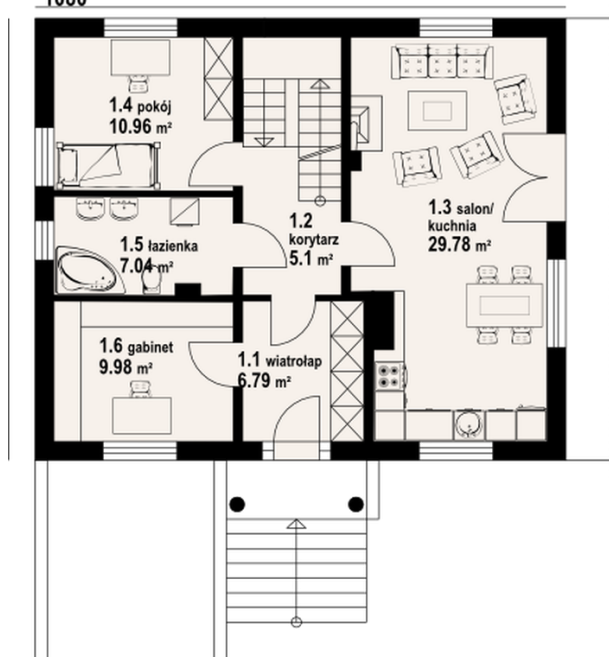 1.4 pokój
10.96 m²
1.2
korytarz
5.1 m²
1.3 salon/
kuchnia
29.78 m²
1.5 łazienka
7.04 m²
1.6 gabinet
9.98 m²
1.1 wiatrołap
6.79 m²